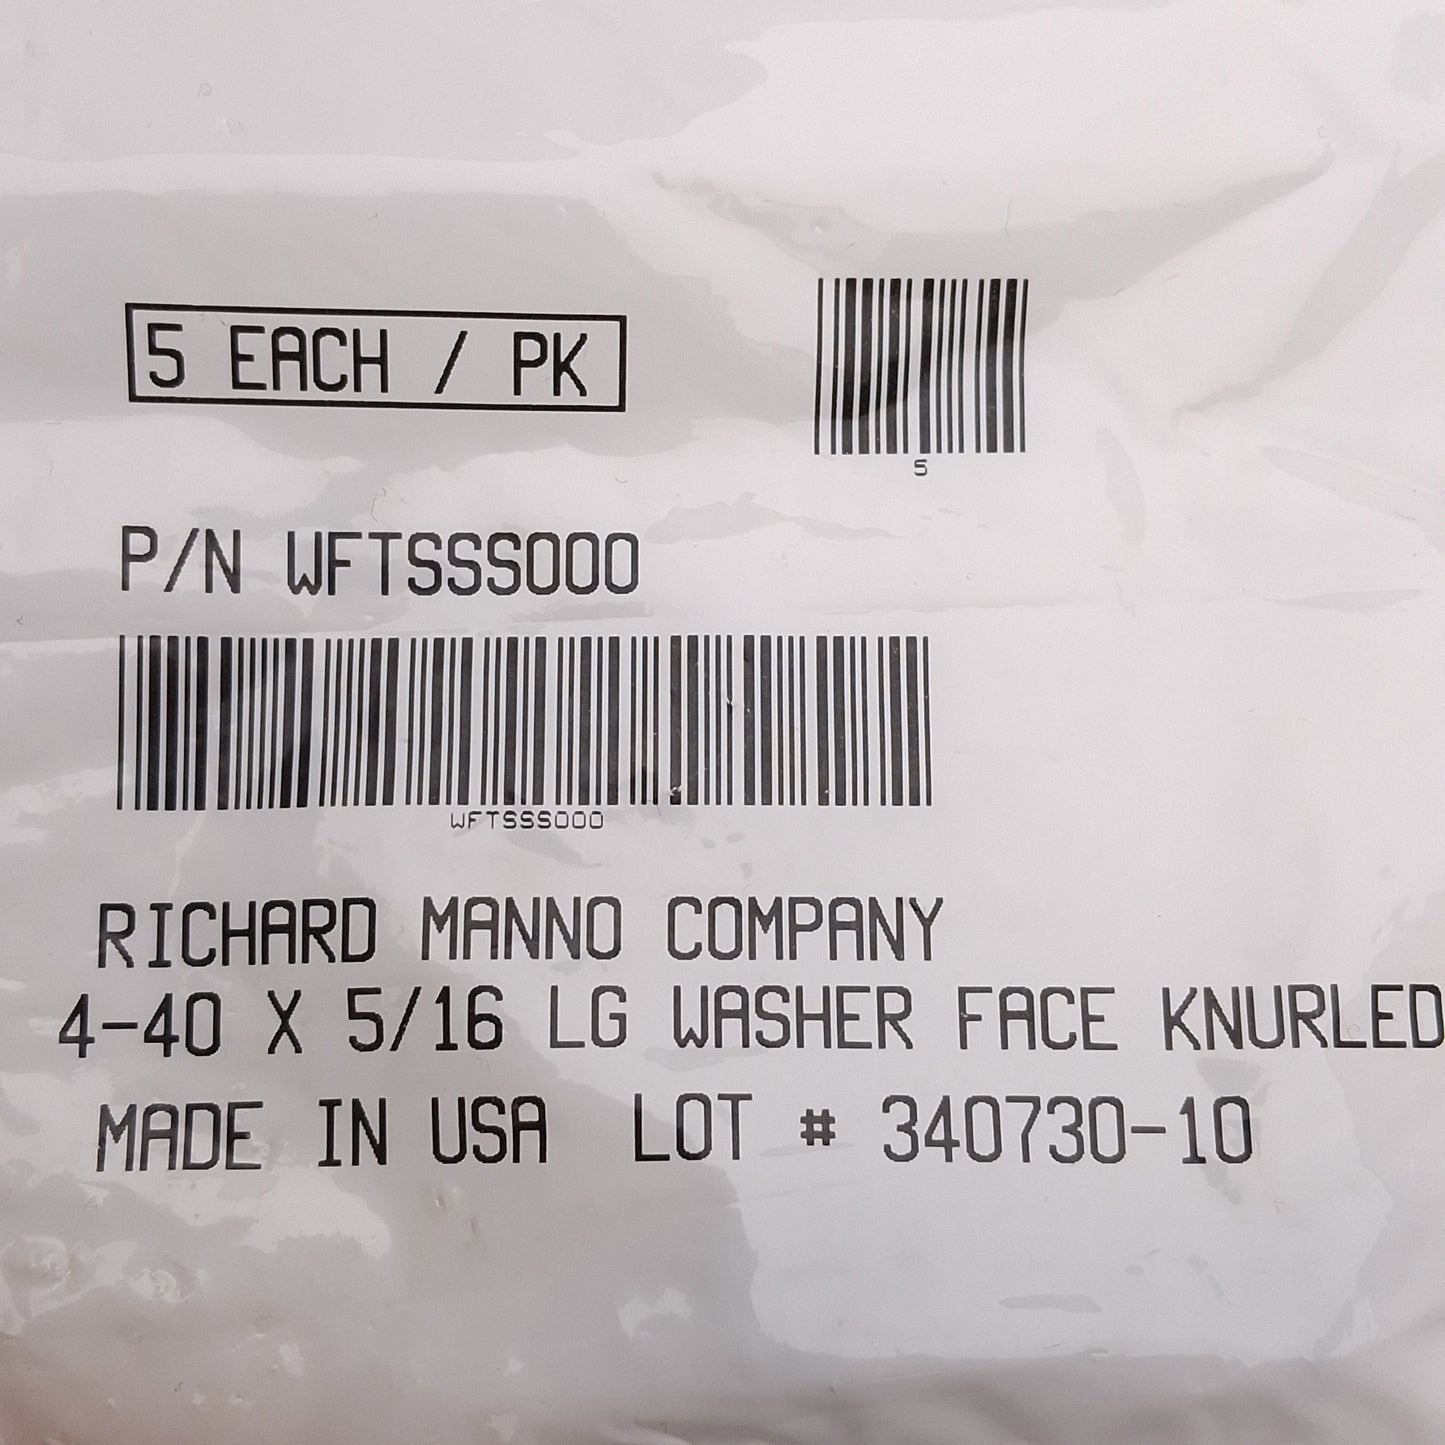 5 EACH / PK
5
P/N WFTSSS000
WFTSSS000
RICHARD MANNO COMPANY
4-40 X 5/16 LG WASHER FACE KNURLED
MADE IN USA LOT # 340730-10